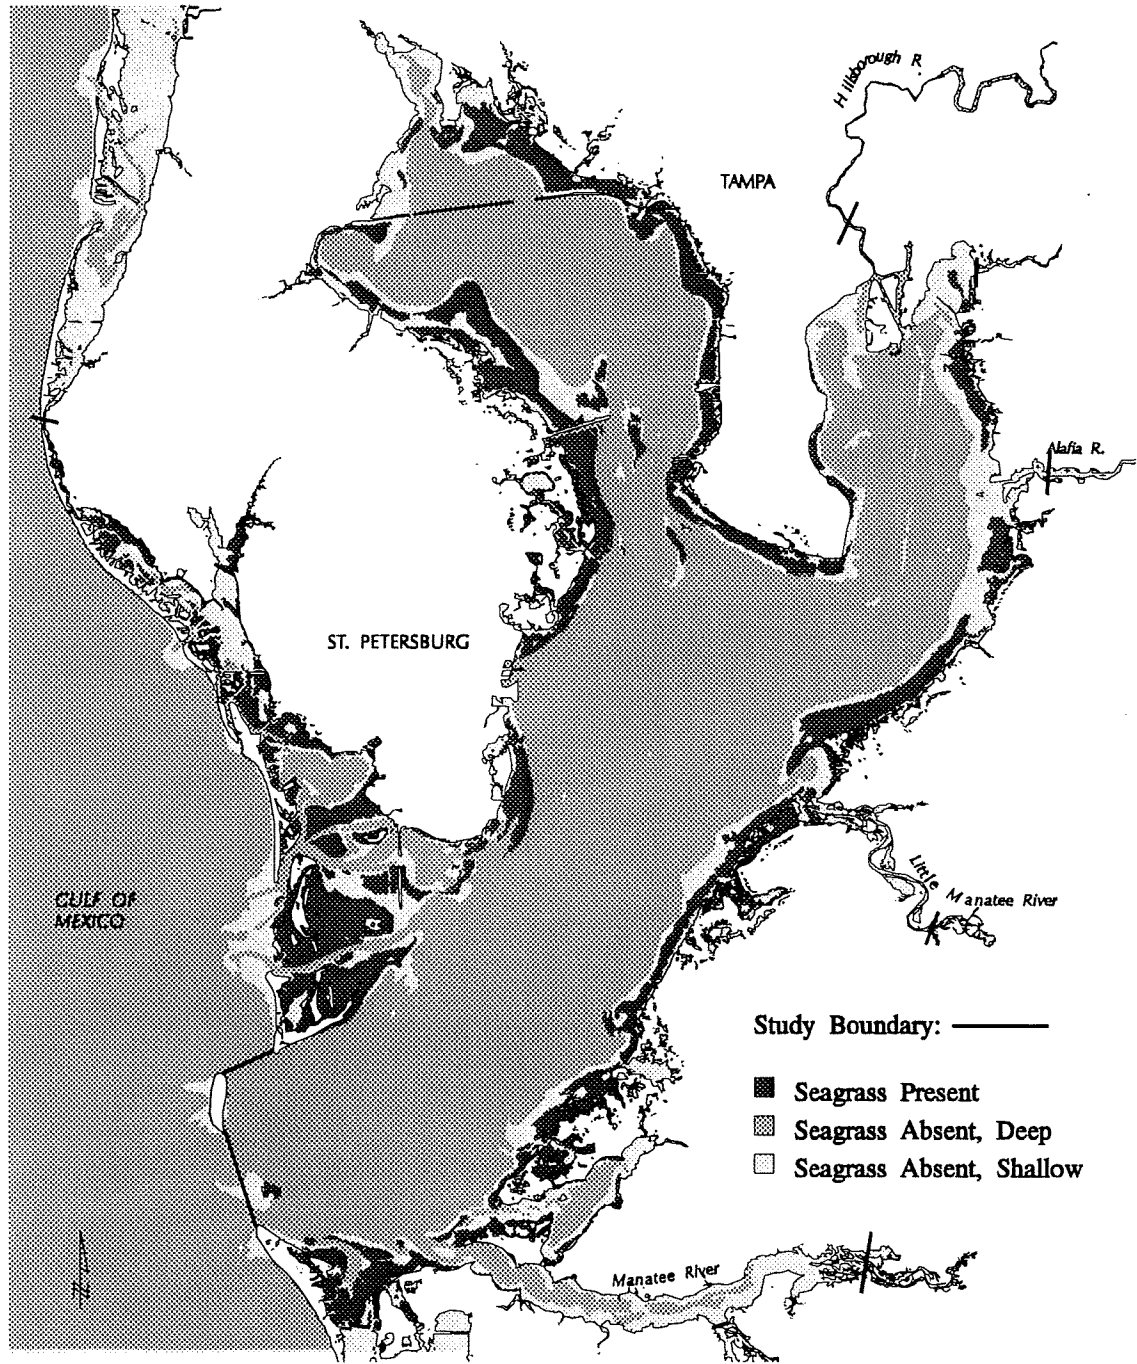 Hillsborough R.
TAMPA
Alafia R.
ST. PETERSBURG
GULF OF
MEXICO
Little Manatee River
Study Boundary:
Seagrass Present
Seagrass Absent, Deep
Seagrass Absent, Shallow
Manatee River
N